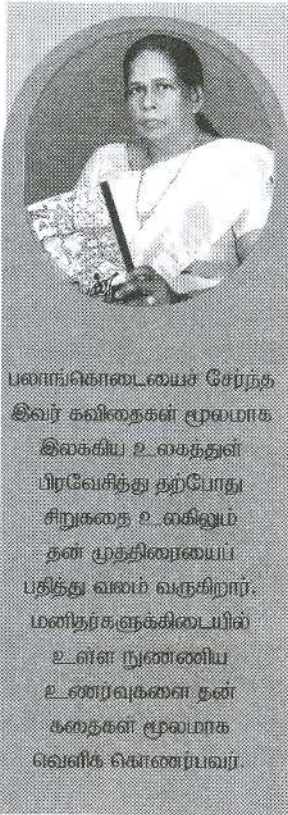 பலாங்கொடையைச் சேர்ந்த
இவர் கவிதைகள் மூலமாக
இலக்கிய உலகத்துள்
பிரவேசித்து தற்போது
சிறுகதை உலகிலும்
தன் முத்திரையைப்
பதித்து வலம் வருகிறார்.
மனிதர்களுக்கிடையில்
உள்ள நுண்ணிய
உணர்வுகளை தன்
கதைகள் மூலமாக
வெளிக் கொணர்பவர்.